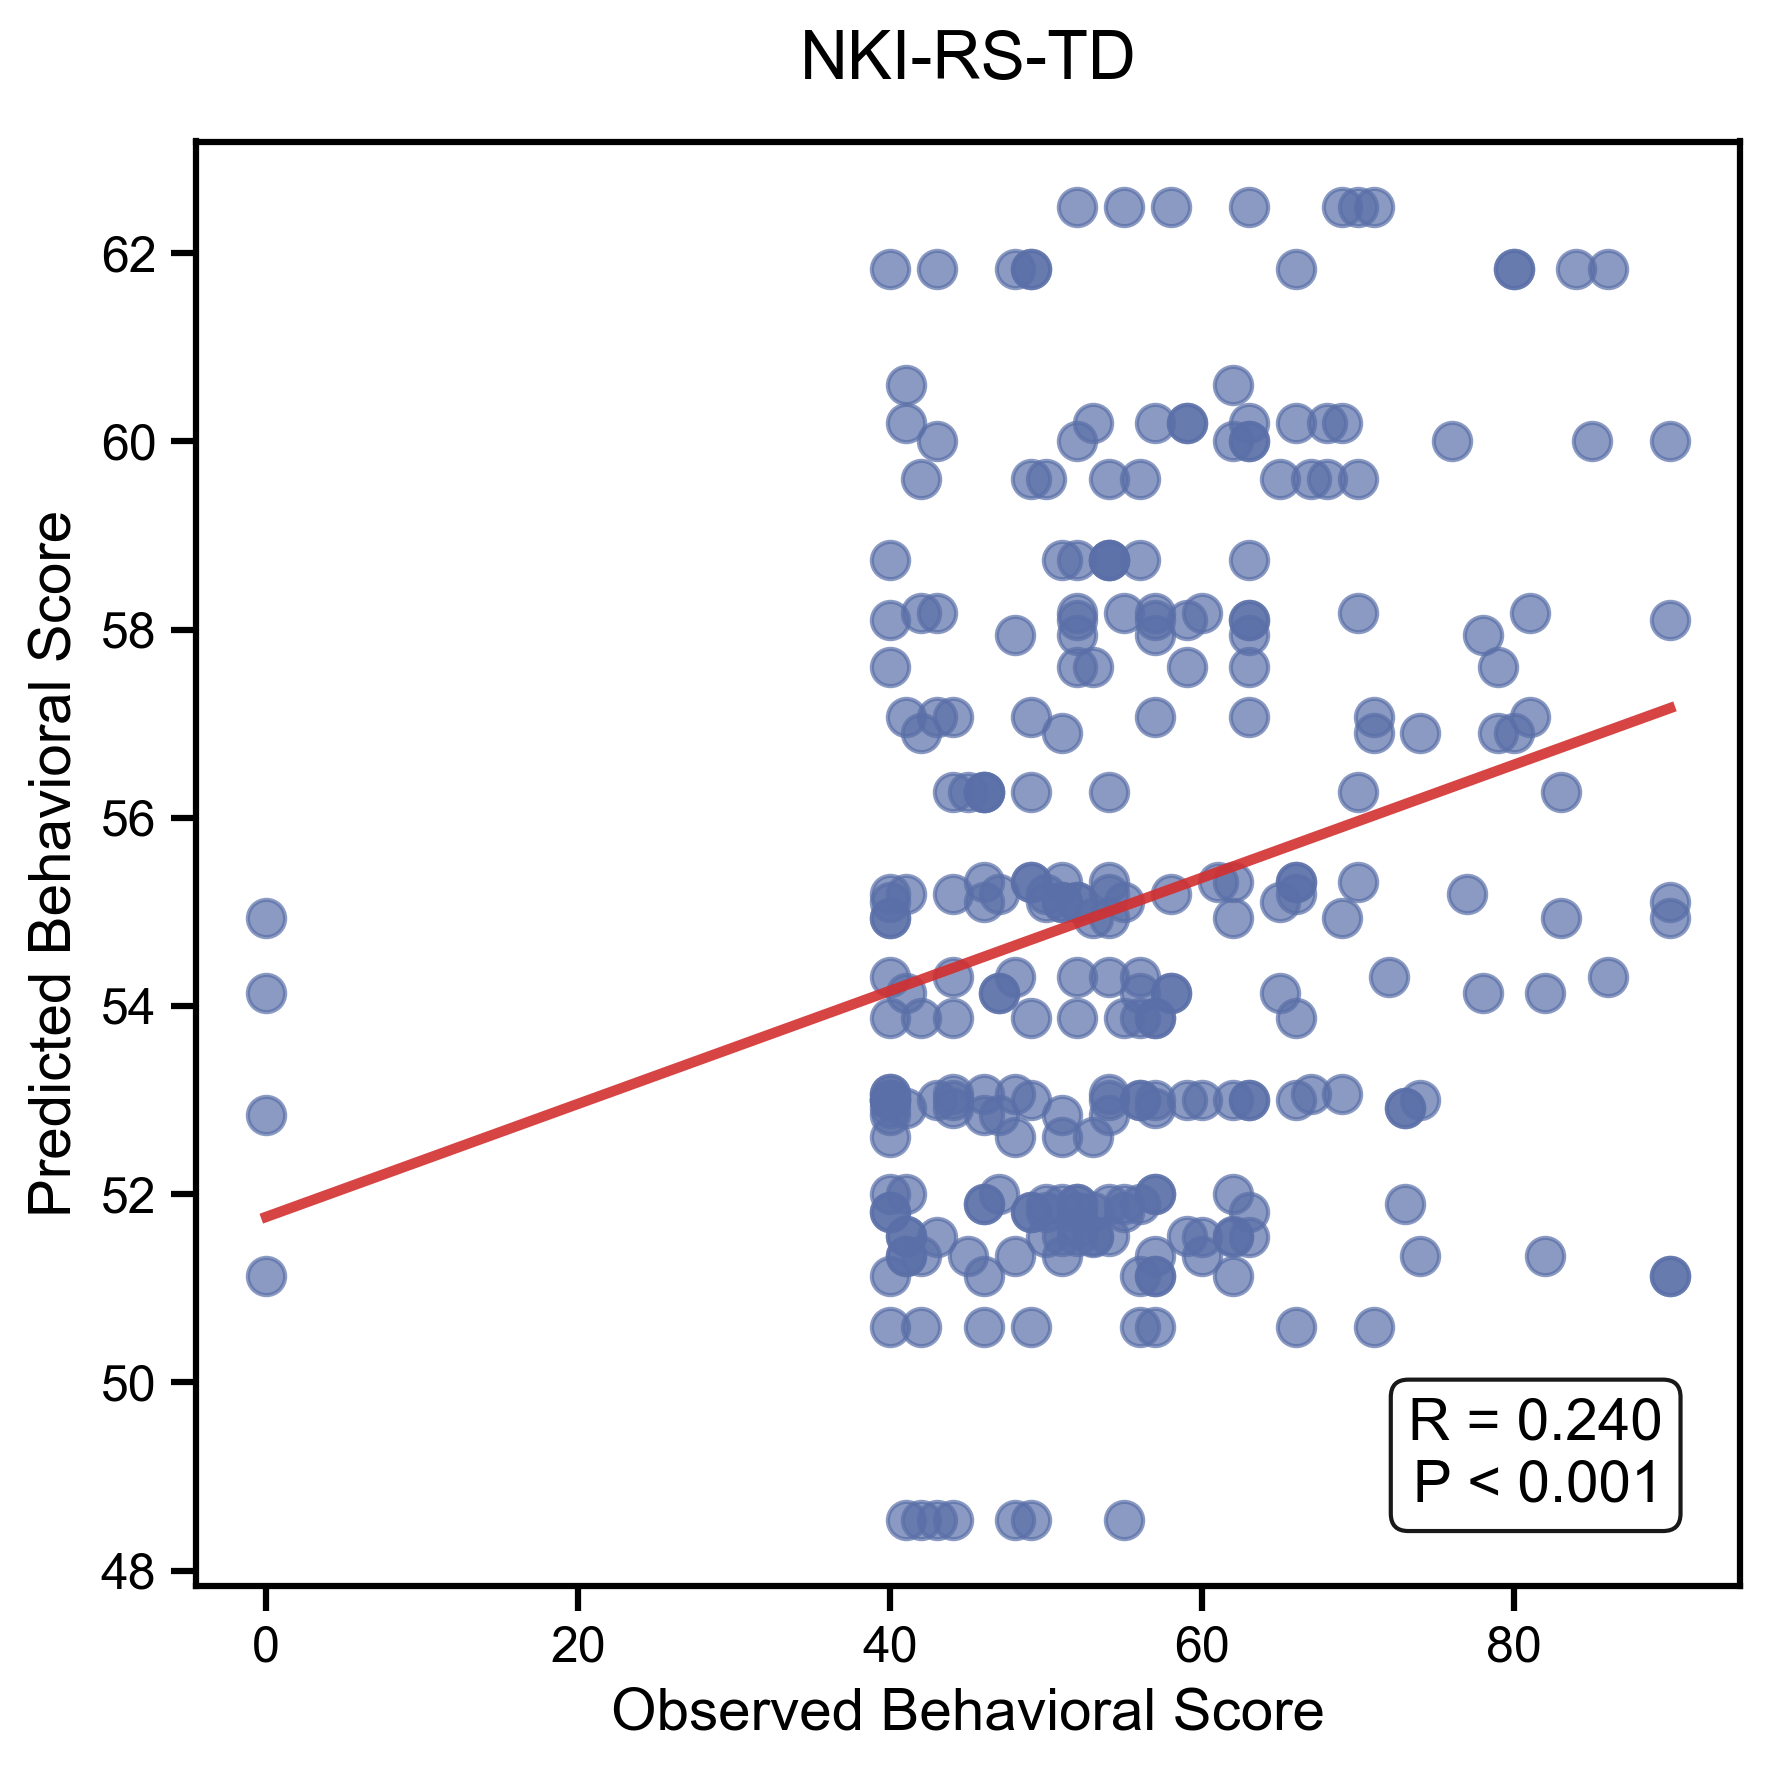 NKI-RS-TD
Predicted Behavioral Score
62
60
58
56
54
52
50
48
R = 0.240
P < 0.001
0 20 40 60 80
Observed Behavioral Score